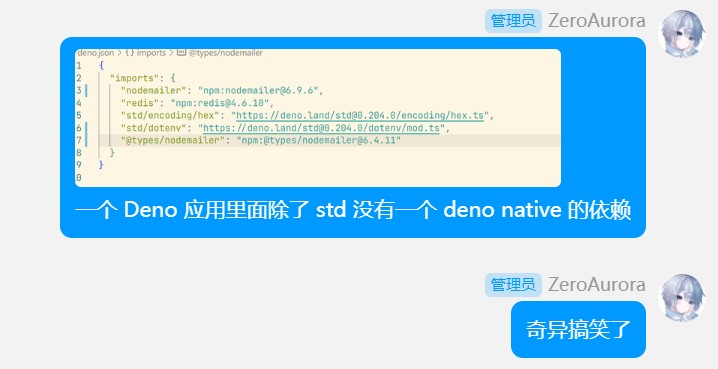 管理员 ZeroAurora
deno.json > {} imports > @types/nodemailer
1 {
2 "imports": {
3 "nodemailer": "npm:nodemailer@6.9.6",
4 "redis": "npm:redis@4.6.10",
5 "std/encoding/hex": "https://deno.land/std@0.204.0/encoding/hex.ts",
6 "std/dotenv": "https://deno.land/std@0.204.0/dotenv/mod.ts",
7 "@types/nodemailer": "npm:@types/nodemailer@6.4.11"
8 }
9 }
0
一个 Deno 应用里面除了 std 没有一个 deno native 的依赖
管理员 ZeroAurora
奇异搞笑了